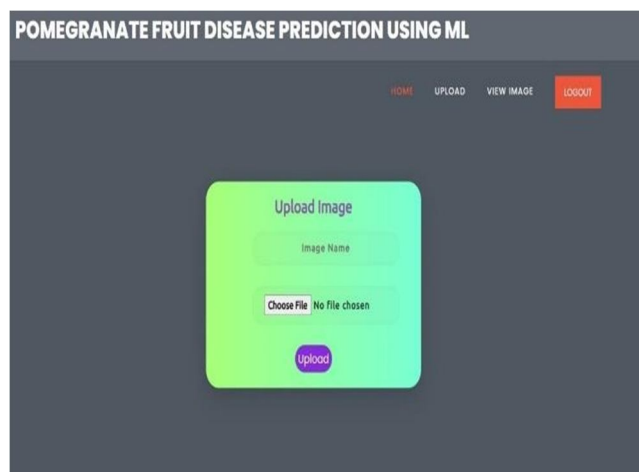 POMEGRANATE FRUIT DISEASE PREDICTION USING ML
HOME UPLOAD VIEW IMAGE LOGOUT
Upload Image
Image Name
Choose File No file chosen
Upload